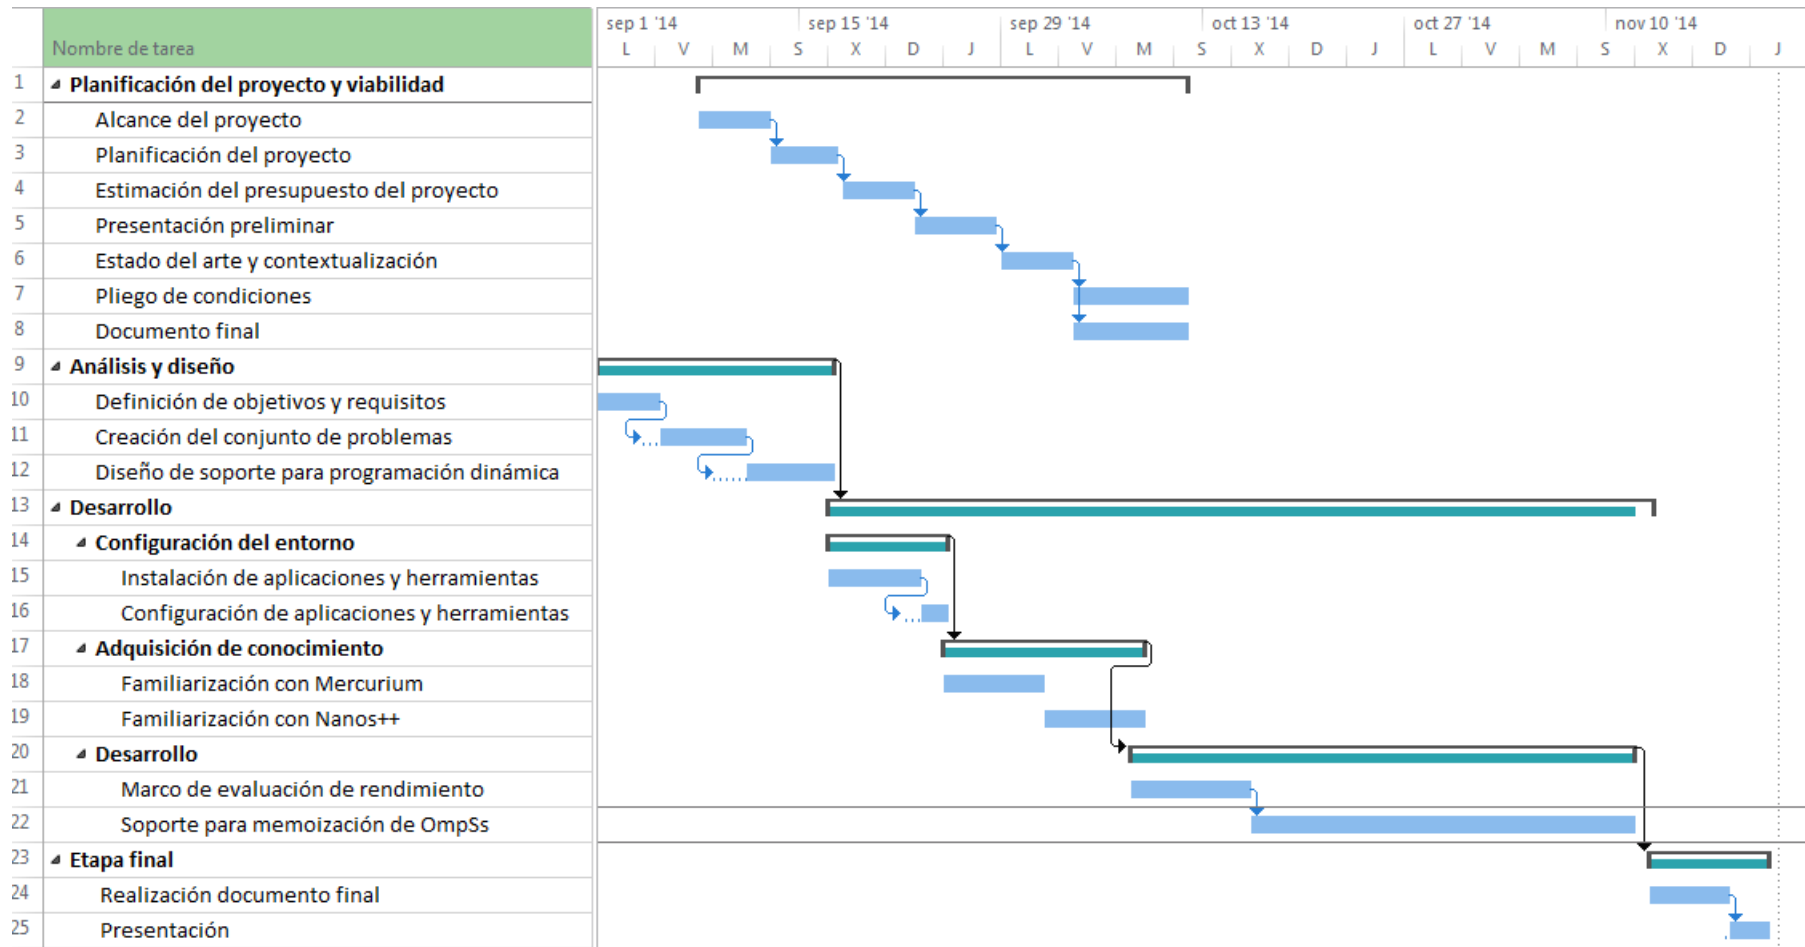 sep 1 '14 sep 15 '14 sep 29 '14 oct 13 '14 oct 27 '14 nov 10 '14
Nombre de tarea L V M S X D J L V M S X D J L V M S X D J
1 Planificación del proyecto y viabilidad
2 Alcance del proyecto
3 Planificación del proyecto
4 Estimación del presupuesto del proyecto
5 Presentación preliminar
6 Estado del arte y contextualización
7 Pliego de condiciones
8 Documento final
9 Análisis y diseño
10 Definición de objetivos y requisitos
11 Creación del conjunto de problemas
12 Diseño de soporte para programación dinámica
13 Desarrollo
14 Configuración del entorno
15 Instalación de aplicaciones y herramientas
16 Configuración de aplicaciones y herramientas
17 Adquisición de conocimiento
18 Familiarización con Mercurium
19 Familiarización con Nanos++
20 Desarrollo
21 Marco de evaluación de rendimiento
22 Soporte para memoización de OmpSs
23 Etapa final
24 Realización documento final
25 Presentación